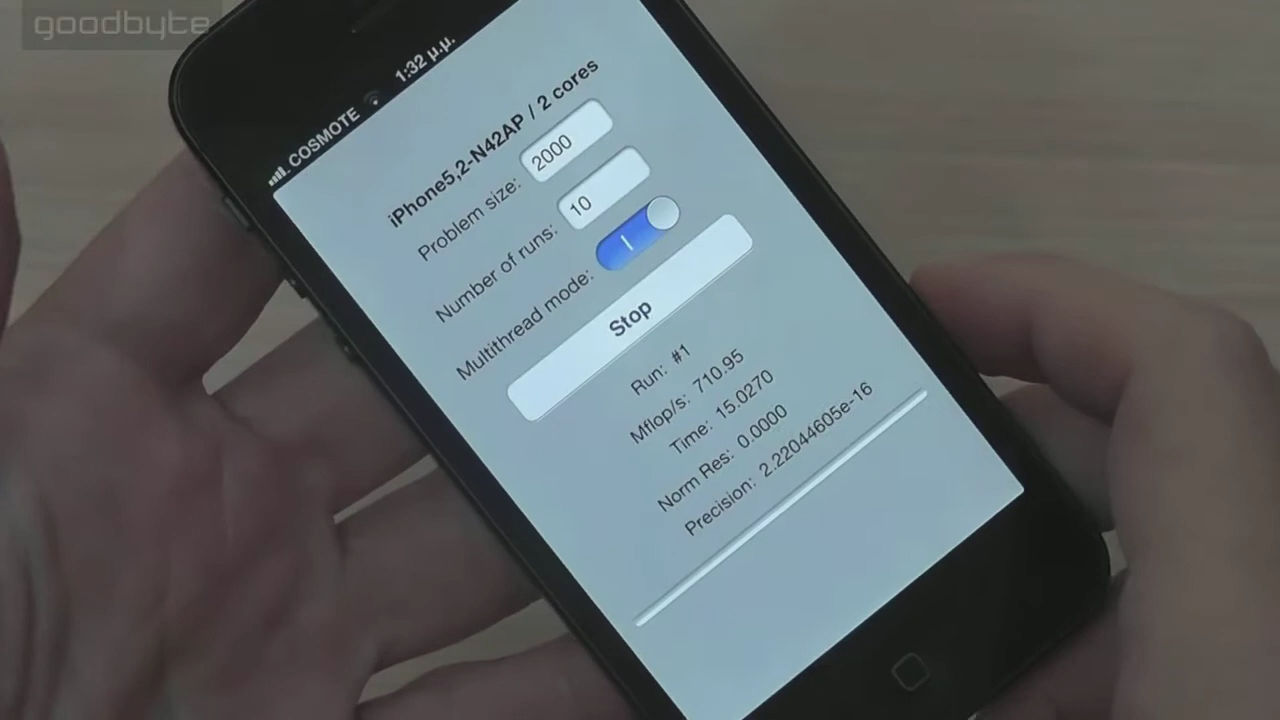 goodbyte
COSMOTE 1:32 μ.μ.
iPhone5,2-N42AP / 2 cores
Problem size: 2000
Number of runs: 10
Multithread mode:
Stop
Run: #1
Mflop/s: 710.95
Time: 15.0270
Norm Res: 0.0000
Precision: 2.22044605e-16